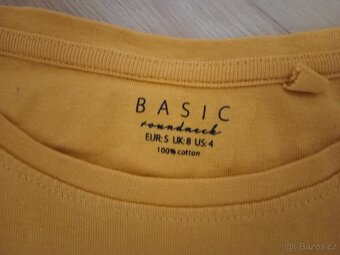 BASIC
roundneck
EUR:S UK:8 US:4
100% cotton
©Bazos.cz